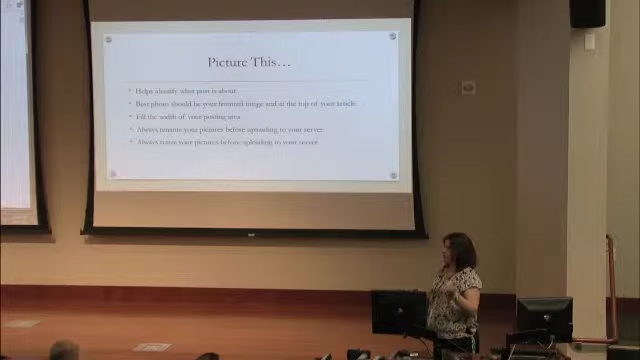 Picture This…
• Helps identify what post is about
• Best photo should be your featured image and at the top of your article
• Fill the width of your posting area
• Always rename your pictures before uploading to your server
• Always resize your pictures before uploading to your server